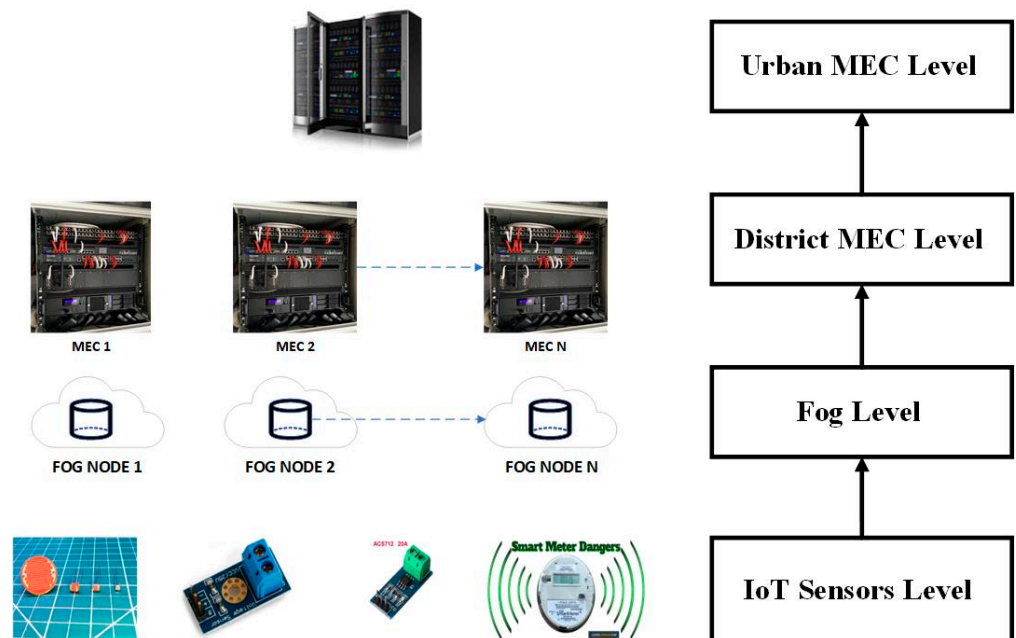 Urban MEC Level
District MEC Level
MEC 1
MEC 2
MEC N
Fog Level
FOG NODE 1
FOG NODE 2
FOG NODE N
ACS712 20A
Smart Meter Dangers
IoT Sensors Level